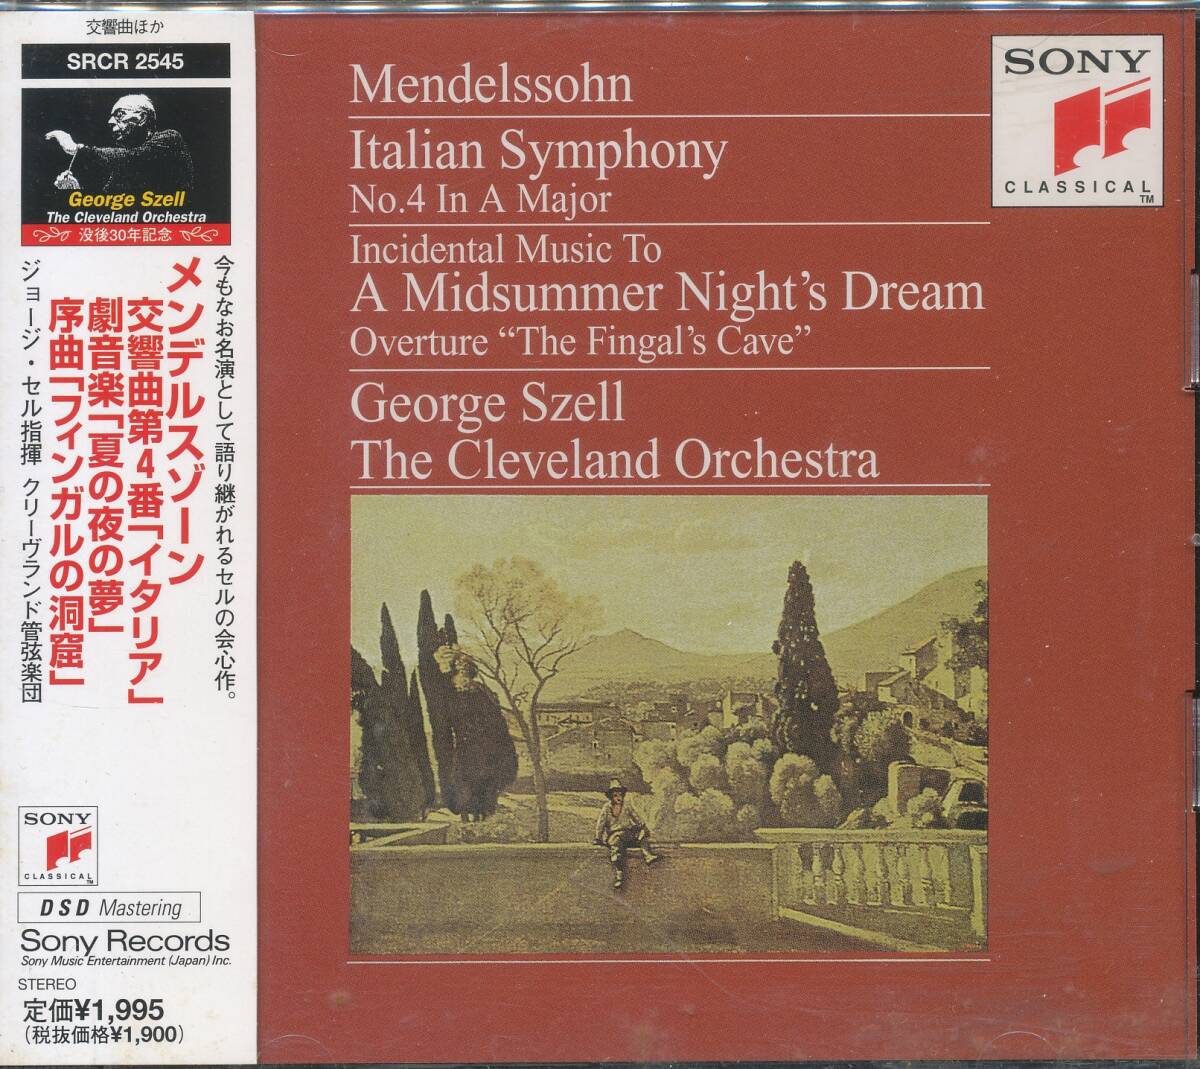 交響曲ほか
SRCR 2545
George Szell
The Cleveland Orchestra
没後30年記念
今もなお名演として語り継がれるセルの会心作。
メンデルスゾーン
交響曲第4番「イタリア」
劇音楽「夏の夜の夢」
序曲「フィンガルの洞窟」
ジョージ・セル指揮 クリーヴランド管弦楽団
SONY
CLASSICAL
TM
DSD Mastering
Sony Records
Sony Music Entertainment (Japan) Inc.
STEREO
定価¥1,995
(税抜価格¥1,900)
Mendelssohn
Italian Symphony
No.4 In A Major
Incidental Music To
A Midsummer Night's Dream
Overture “The Fingal's Cave”
George Szell
The Cleveland Orchestra
SONY
CLASSICAL
TM